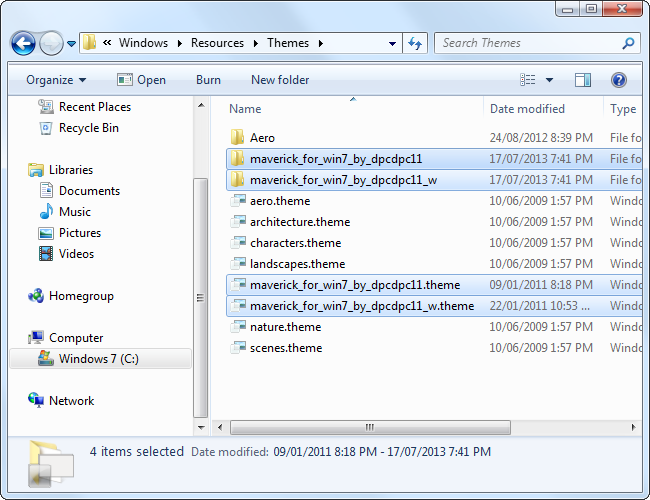 « Windows Resources Themes Search Themes
Organize Open Burn New folder
Name Date modified Type
Recent Places
Recycle Bin
Libraries
Documents
Music
Pictures
Videos
Homegroup
Computer
Windows 7 (C:)
Network
Aero 24/08/2012 8:39 PM File fo
maverick_for_win7_by_dpcdpc11 17/07/2013 7:41 PM File fo
maverick_for_win7_by_dpcdpc11_w 17/07/2013 7:41 PM File fo
aero.theme 10/06/2009 1:57 PM Windo
architecture.theme 10/06/2009 1:57 PM Windo
characters.theme 10/06/2009 1:57 PM Windo
landscapes.theme 10/06/2009 1:57 PM Windo
maverick_for_win7_by_dpcdpc11.theme 09/01/2011 8:18 PM Windo
maverick_for_win7_by_dpcdpc11_w.theme 22/01/2011 10:53 ... Windo
nature.theme 10/06/2009 1:57 PM Windo
scenes.theme 10/06/2009 1:57 PM Windo
4 items selected Date modified: 09/01/2011 8:18 PM - 17/07/2013 7:41 PM